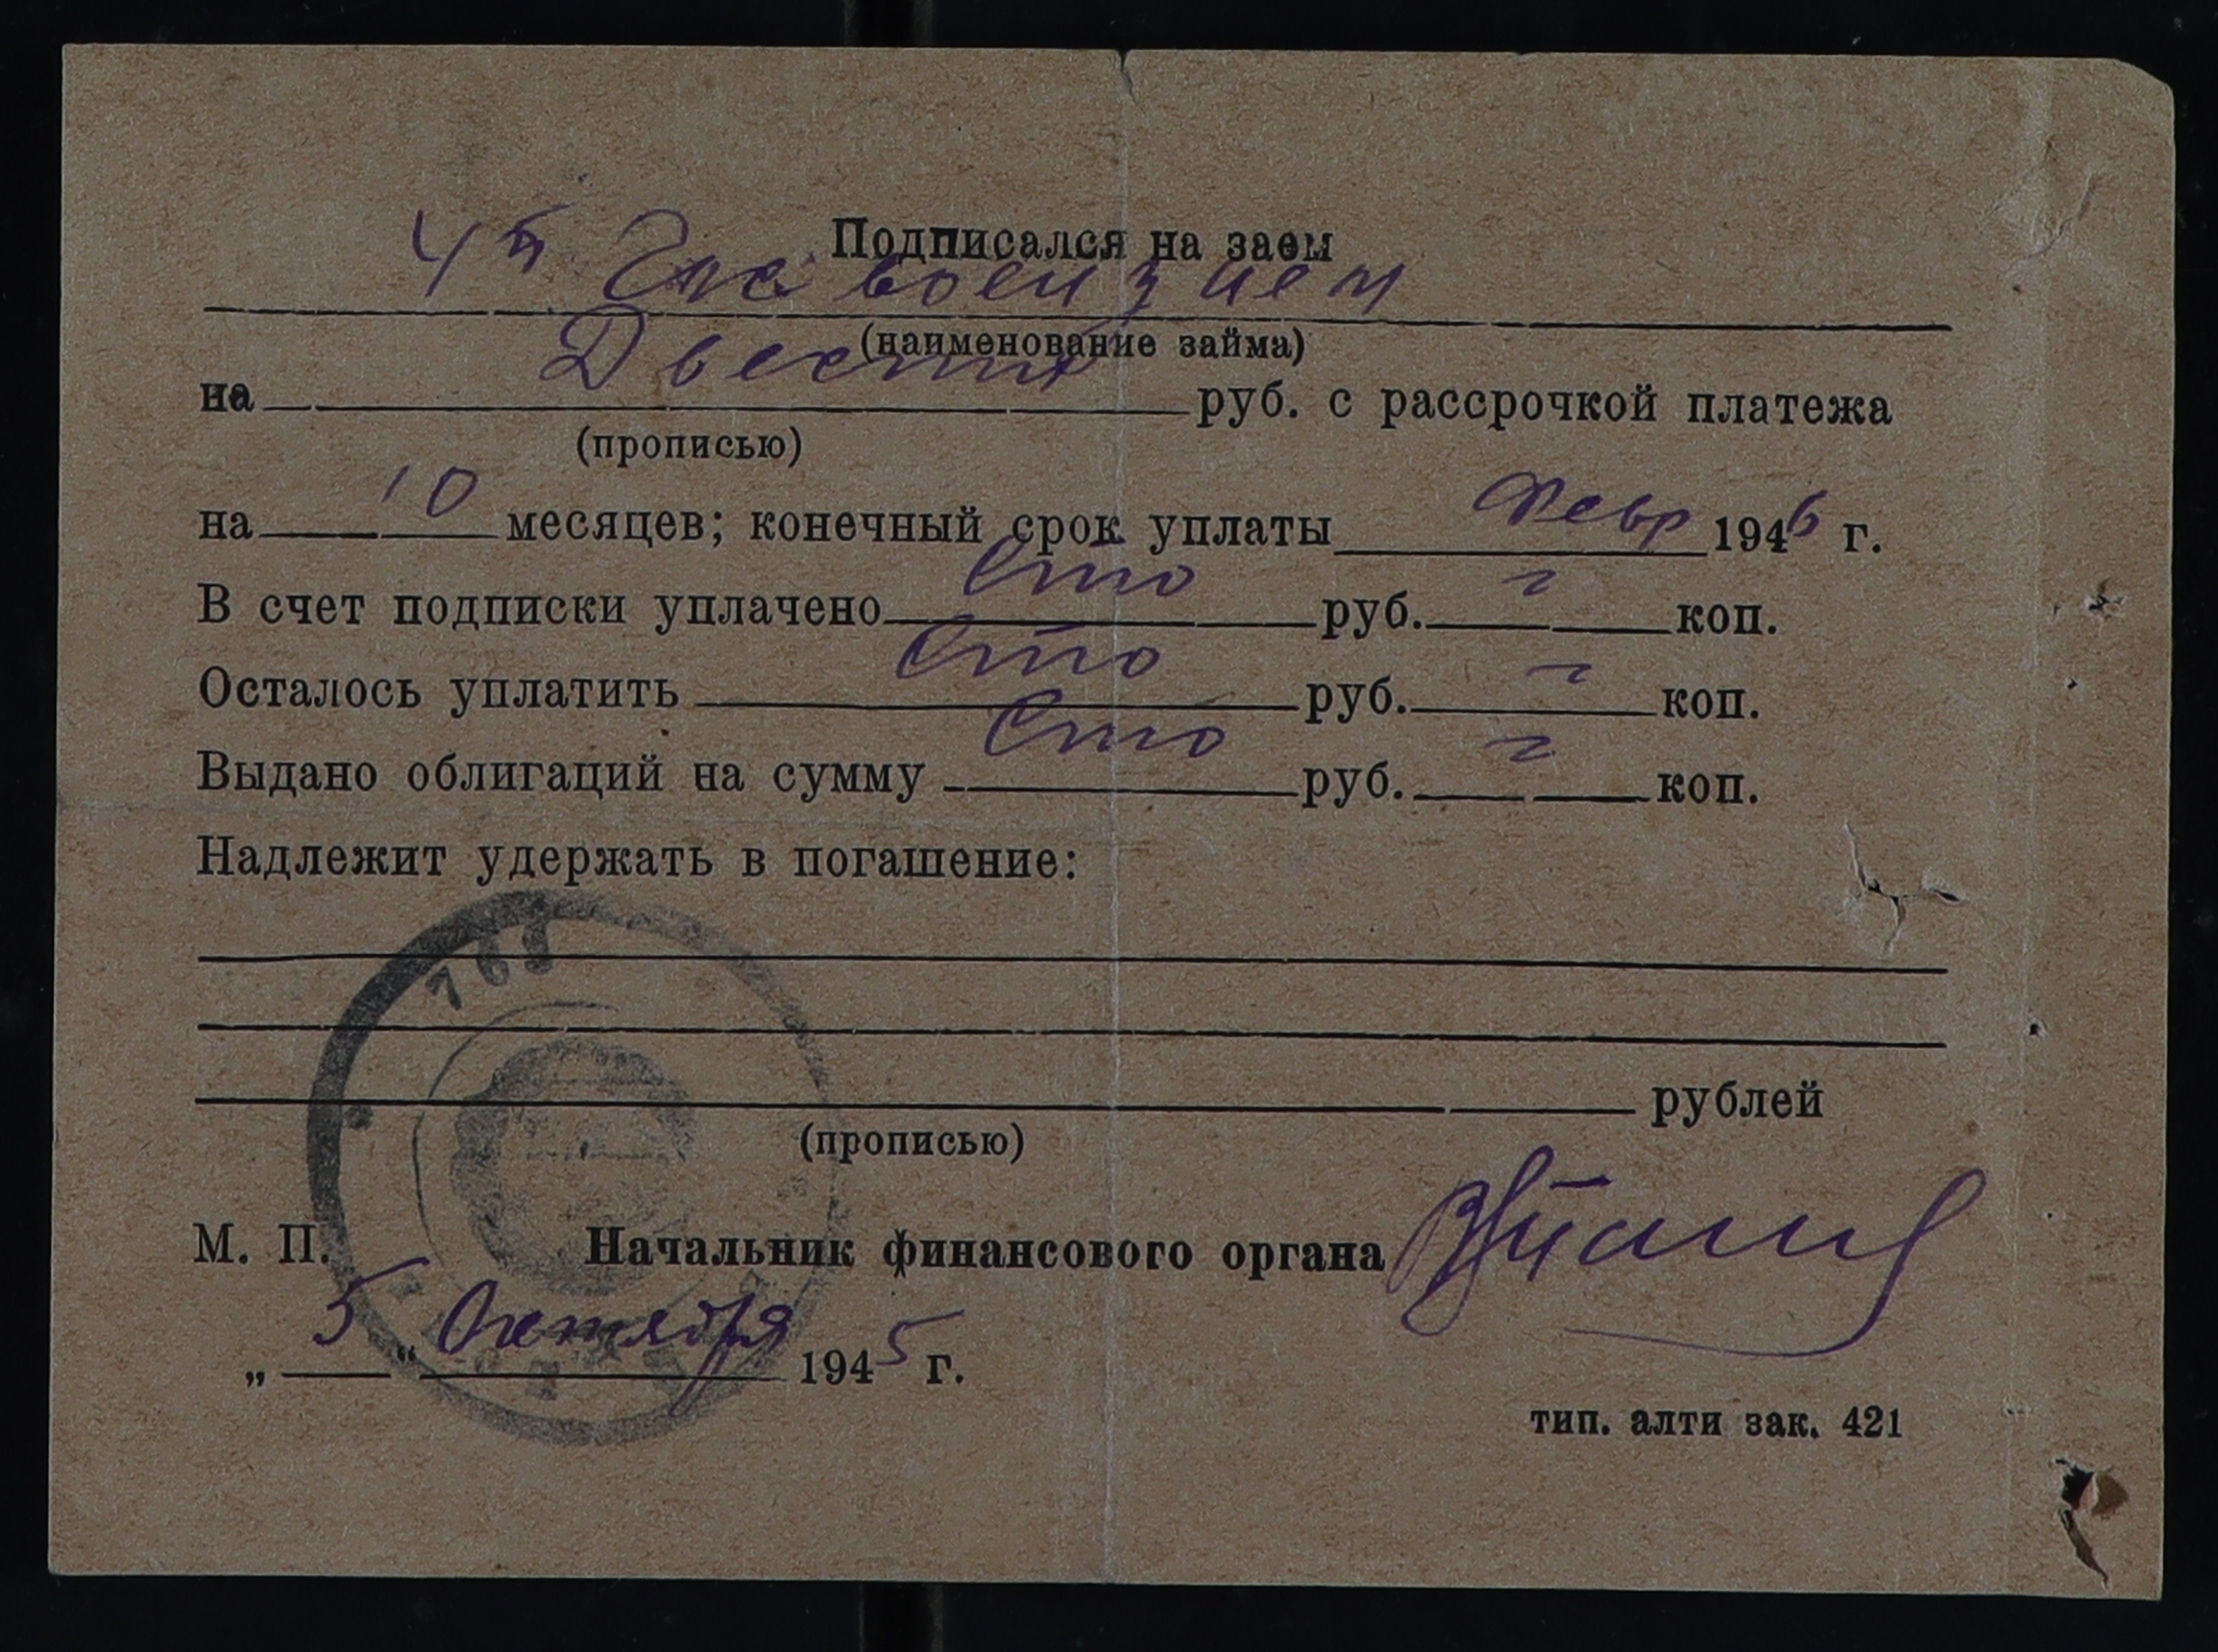 Подписался на заем
4й Гос воензаем
(наименование займа)
на Двести руб. с рассрочкой платежа
(прописью)
на 10 месяцев; конечный срок уплаты Февр 1946 г.
В счет подписки уплачено Сто руб. - коп.
Осталось уплатить Сто руб. - коп.
Выдано облигаций на сумму Сто руб. - коп.
Надлежит удержать в погашение:
рублей
(прописью)
М. П. Начальник финансового органа
„ 5 “ Октября 1945 г.
тип. алти зак. 421